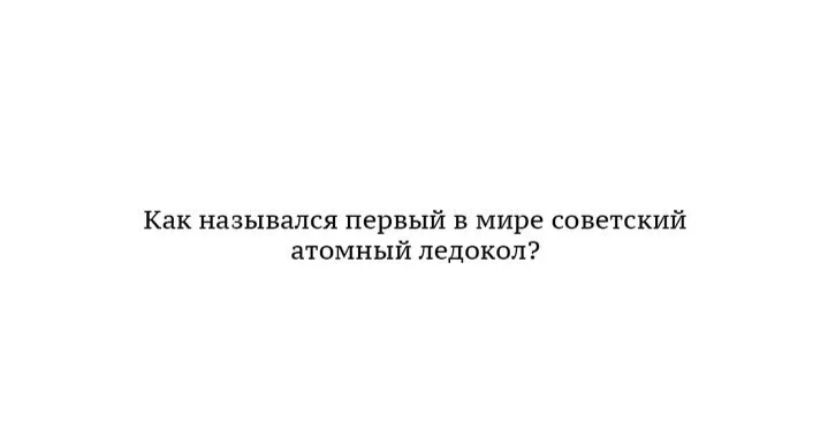 Как назывался первый в мире советский
атомный ледокол?